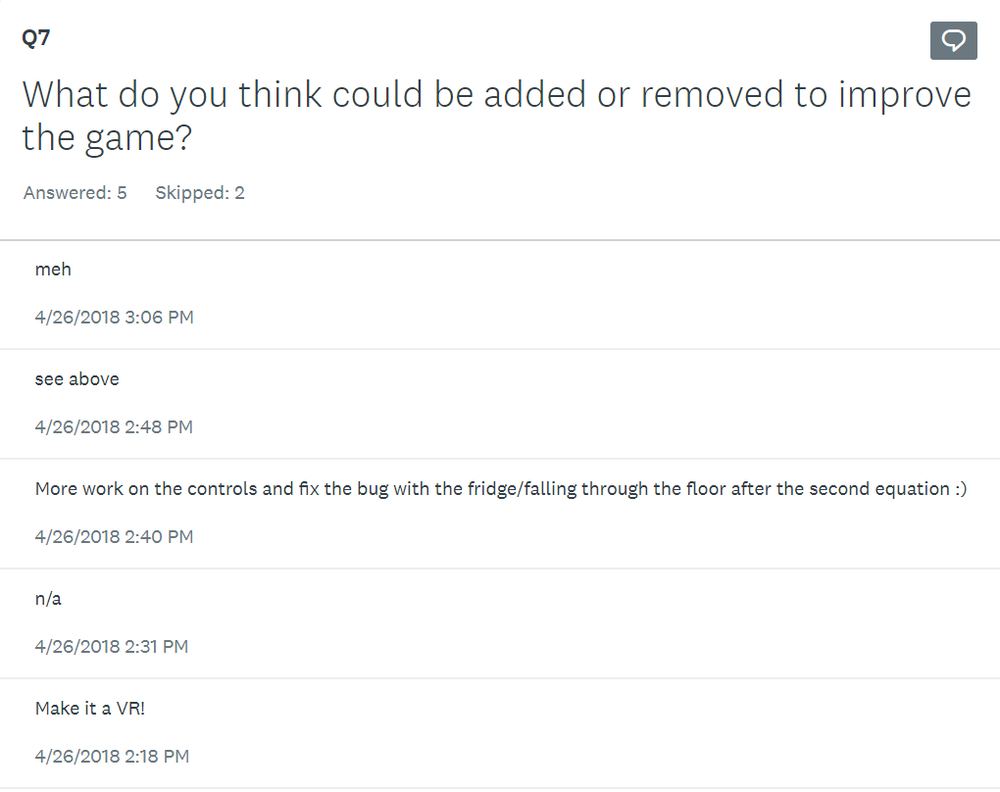 Q7
What do you think could be added or removed to improve
the game?
Answered: 5 Skipped: 2
meh
4/26/2018 3:06 PM
see above
4/26/2018 2:48 PM
More work on the controls and fix the bug with the fridge/falling through the floor after the second equation :)
4/26/2018 2:40 PM
n/a
4/26/2018 2:31 PM
Make it a VR!
4/26/2018 2:18 PM